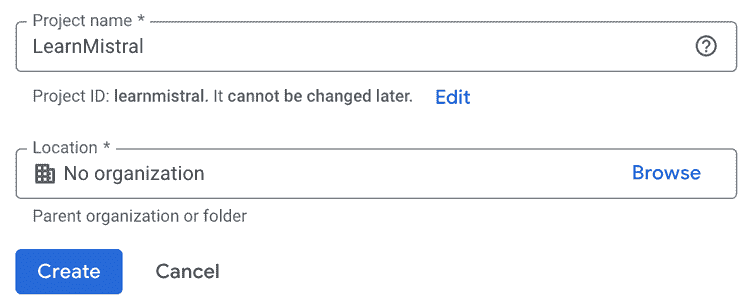 Project name *
LearnMistral
Project ID: learnmistral. It cannot be changed later. Edit
Location *
No organization Browse
Parent organization or folder
Create Cancel